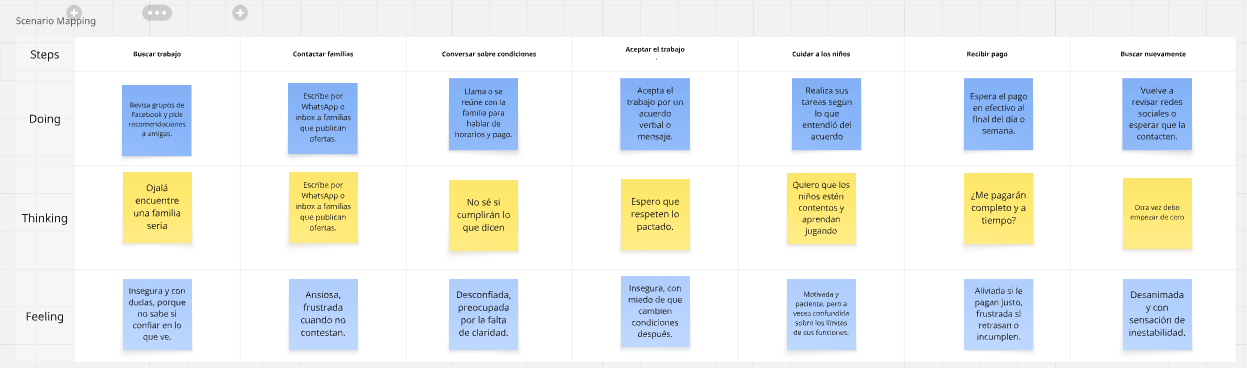 Scenario Mapping
Steps
Buscar trabajo
Contactar familias
Conversar sobre condiciones
Aceptar el trabajo
.
Cuidar a los niños
Recibir pago
Buscar nuevamente
Doing
Revisa grupos de
Facebook y pide
recomendaciones
a amigas.
Escribe por
WhatsApp o
inbox a familias
que publican
ofertas.
Llama o se
reúne con la
familia para
hablar de
horarios y pago.
Acepta el
trabajo por un
acuerdo
verbal o
mensaje.
Realiza sus
tareas según
lo que
entendió del
acuerdo
Espera el pago
en efectivo al
final del día o
semana.
Vuelve a
revisar redes
sociales o
esperar que la
contacten.
Thinking
Ojalá
encuentre
una familia
seria
Escribe por
WhatsApp o
inbox a familias
que publican
ofertas.
No sé si
cumplirán lo
que dicen
Espero que
respeten lo
pactado.
Quiero que los
niños estén
contentos y
aprendan
jugando
¿Me pagarán
completo y a
tiempo?
Otra vez debo
empezar de cero
Feeling
Insegura y con
dudas, porque
no sabe si
confiar en lo
que ve.
Ansiosa,
frustrada
cuando no
contestan.
Desconfiada,
preocupada
por la falta
de claridad.
Insegura, con
miedo de que
cambien
condiciones
después.
Motivada y
paciente, pero a
veces confundida
sobre los límites
de sus funciones.
Aliviada si le
pagan justo,
frustrada si
retrasan o
incumplen.
Desanimada
y con
sensación de
inestabilidad.